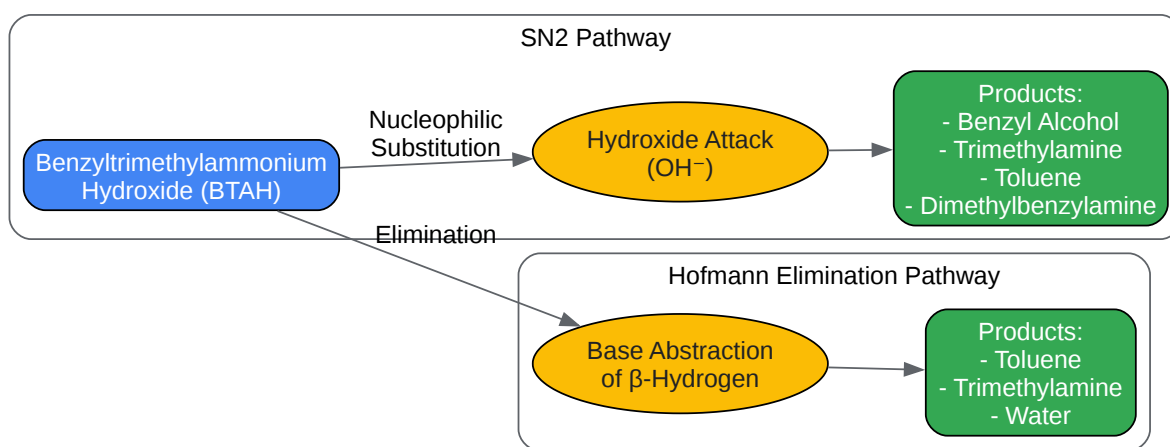 SN2 Pathway
Benzyltrimethylammonium
Hydroxide (BTAH)
Nucleophilic
Substitution
Hydroxide Attack
(OH⁻)
Products:
- Benzyl Alcohol
- Trimethylamine
- Toluene
- Dimethylbenzylamine
Elimination
Hofmann Elimination Pathway
Base Abstraction
of β-Hydrogen
Products:
- Toluene
- Trimethylamine
- Water